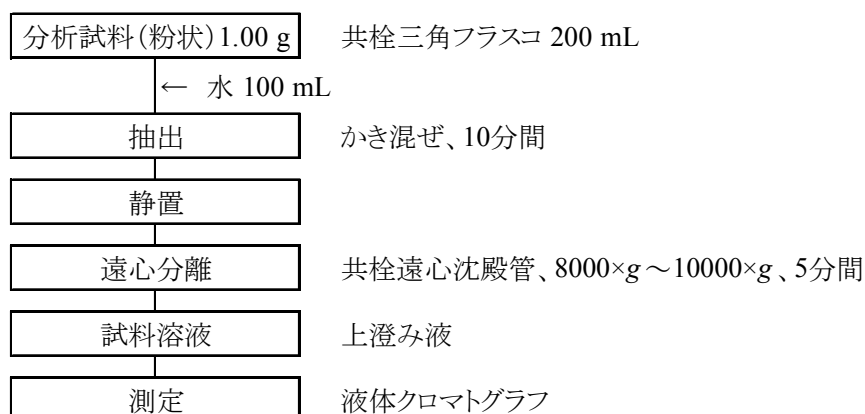 分析試料(粉状)1.00 g 共栓三角フラスコ 200 mL
← 水 100 mL
抽出 かき混ぜ、10分間
静置
遠心分離 共栓遠心沈殿管、8000×g～10000×g、5分間
試料溶液 上澄み液
測定 液体クロマトグラフ